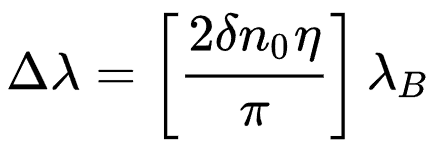 Δλ = [2δn₀η / π] λ_B